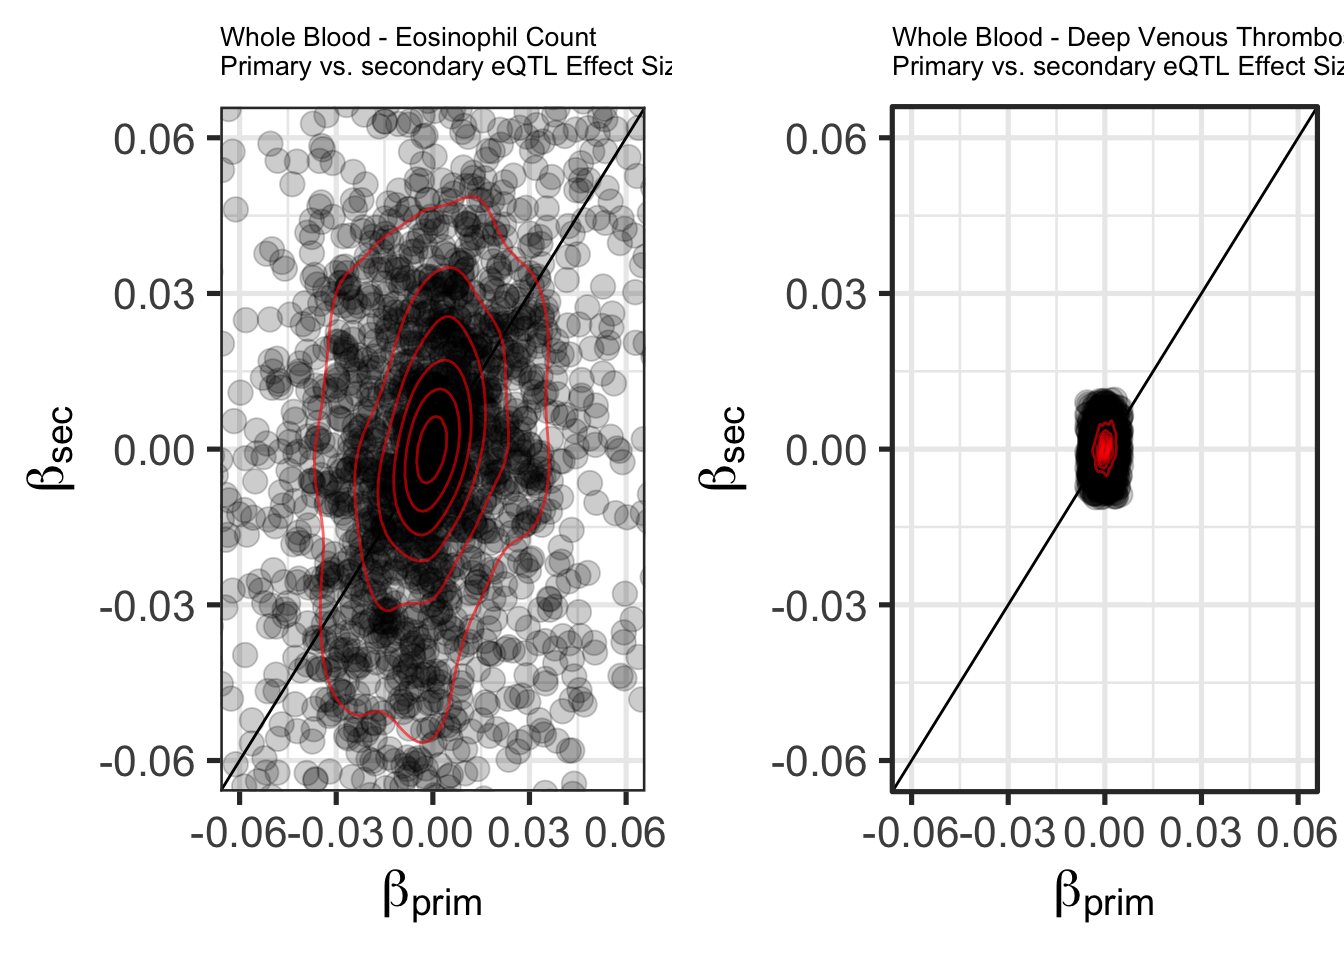 Whole Blood - Eosinophil Count
Primary vs. secondary eQTL Effect Siz
0.06
0.03
0.00
-0.03
-0.06
βsec
-0.06 -0.03 0.00 0.03 0.06
βprim
Whole Blood - Deep Venous Thrombo
Primary vs. secondary eQTL Effect Siz
0.06
0.03
0.00
-0.03
-0.06
βsec
-0.06 -0.03 0.00 0.03 0.06
βprim